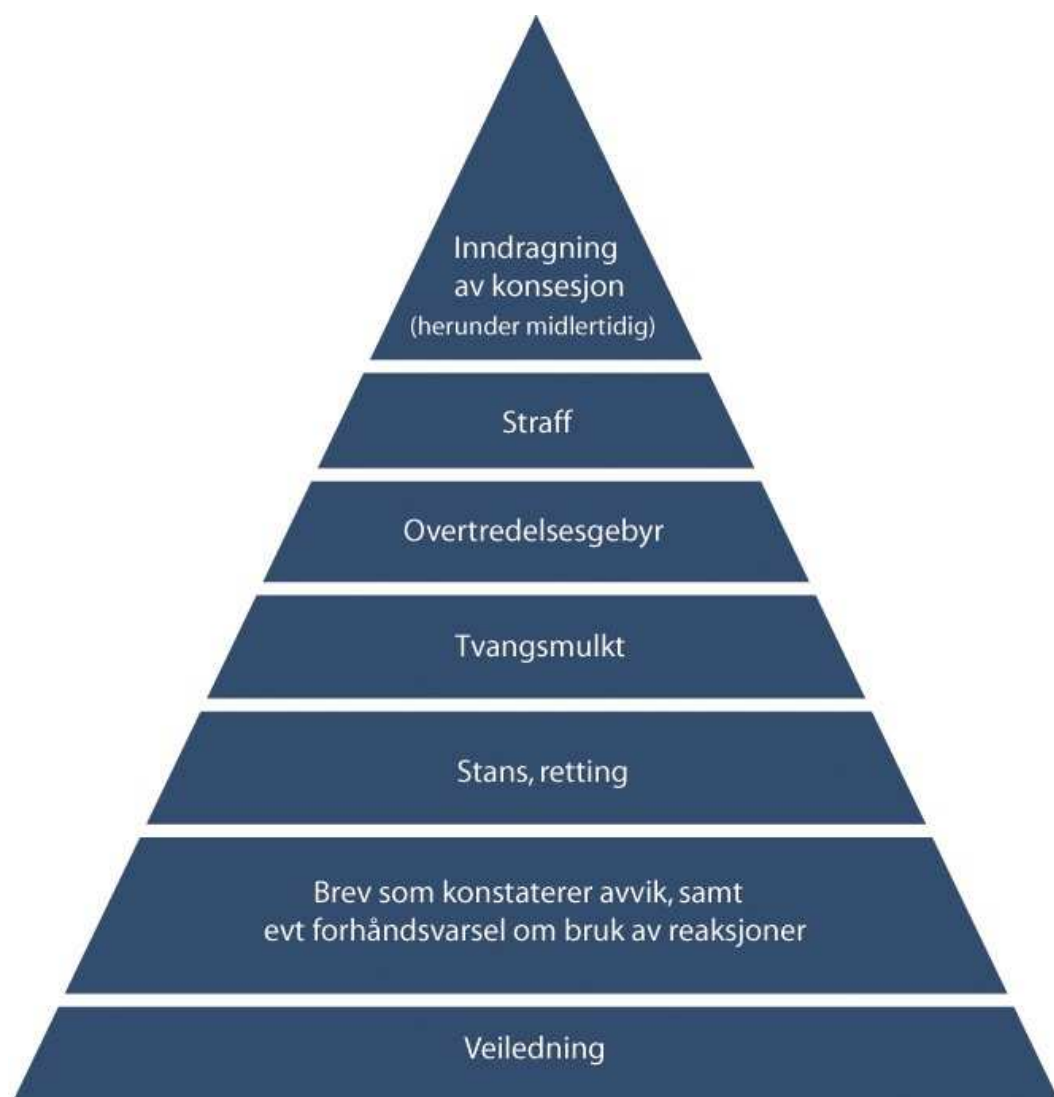 Inndragning
av konsesjon
(herunder midlertidig)
Straff
Overtredelsesgebyr
Tvangsmulkt
Stans, retting
Brev som konstaterer avvik, samt
evt forhåndsvarsel om bruk av reaksjoner
Veiledning